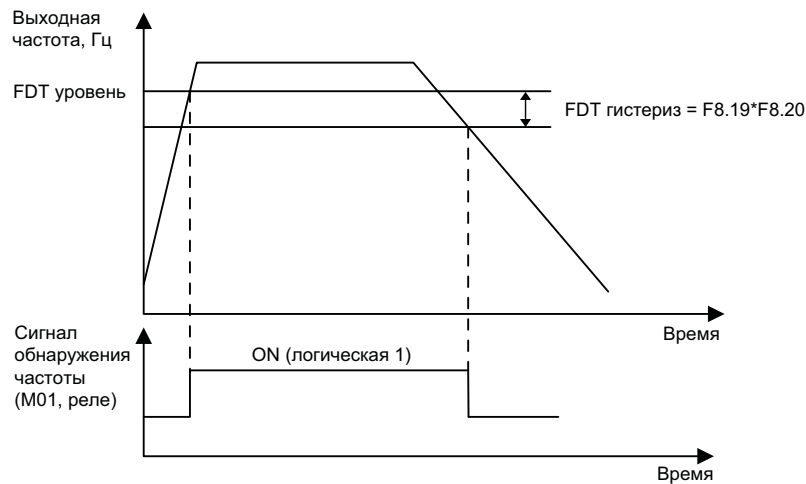 Выходная
частота, Гц
FDT уровень
FDT гистериз = F8.19*F8.20
Время
Сигнал
обнаружения
частоты
(М01, реле)
ON (логическая 1)
Время